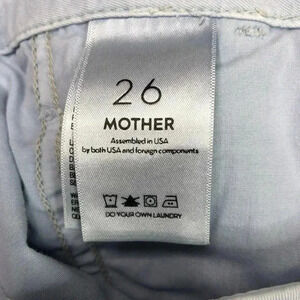 26
MOTHER
Assembled in USA
by both USA and foreign components
DO YOUR OWN LAUNDRY